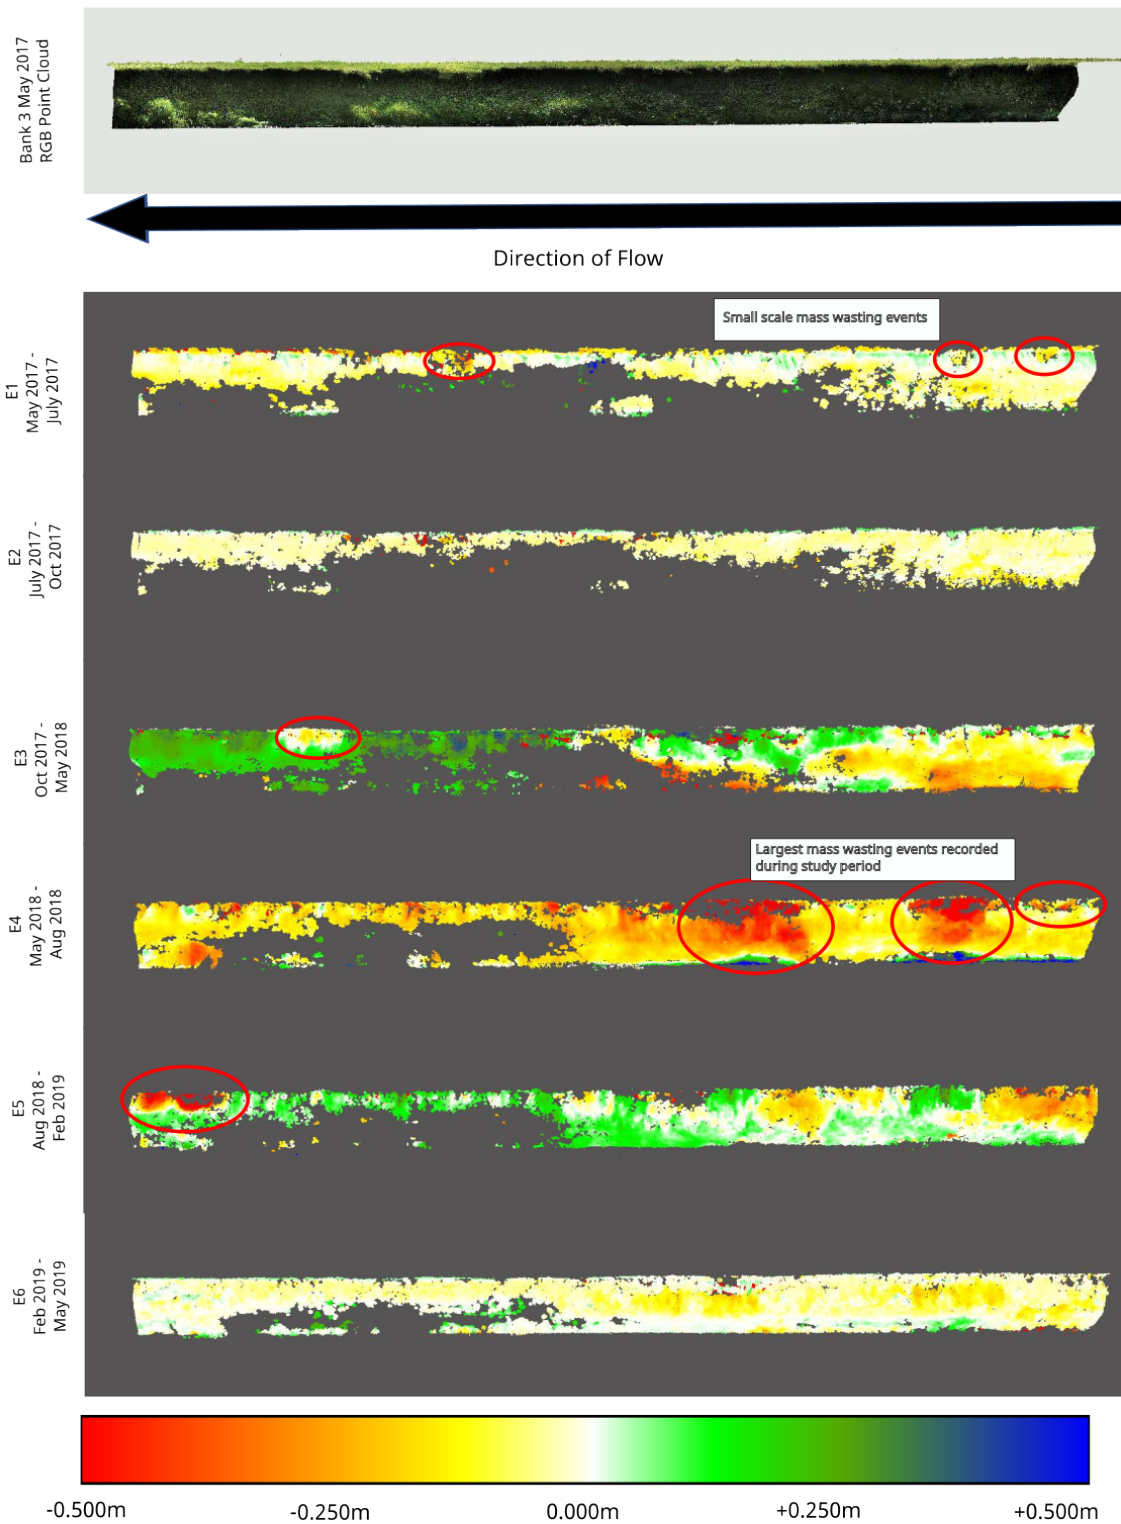 Bank 3 May 2017
RGB Point Cloud
Direction of Flow
Small scale mass wasting events
E1
May 2017 -
July 2017
E2
July 2017 -
Oct 2017
E3
Oct 2017 -
May 2018
Largest mass wasting events recorded
during study period
E4
May 2018 -
Aug 2018
E5
Aug 2018 -
Feb 2019
E6
Feb 2019 -
May 2019
-0.500m
-0.250m
0.000m
+0.250m
+0.500m